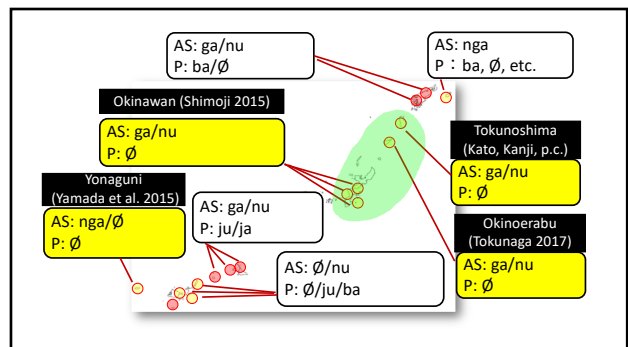 AS: ga/nu
P: ba/Ø
AS: nga
P：ba, Ø, etc.
Okinawan (Shimoji 2015)
AS: ga/nu
P: Ø
Tokunoshima
(Kato, Kanji, p.c.)
AS: ga/nu
P: Ø
Yonaguni
(Yamada et al. 2015)
AS: nga/Ø
P: Ø
AS: ga/nu
P: ju/ja
Okinoerabu
(Tokunaga 2017)
AS: ga/nu
P: Ø
AS: Ø/nu
P: Ø/ju/ba